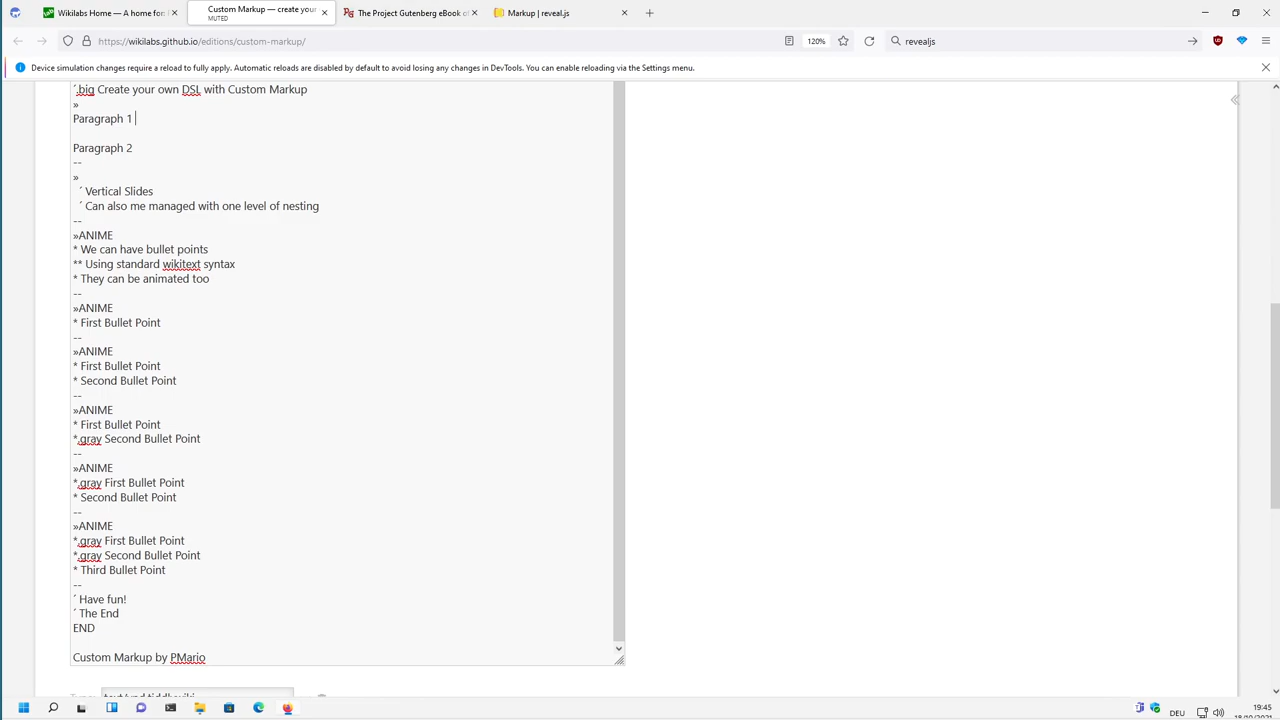 Wikilabs Home — A home for
Custom Markup — create your
MUTED
The Project Gutenberg eBook of
Markup | reveal.js
https://wikilabs.github.io/editions/custom-markup/
120%
revealjs
Device simulation changes require a reload to fully apply. Automatic reloads are disabled by default to avoid losing any changes in DevTools. You can enable reloading via the Settings menu.
´.big Create your own DSL with Custom Markup
»
Paragraph 1
Paragraph 2
--
»
´ Vertical Slides
´ Can also me managed with one level of nesting
--
»ANIME
* We can have bullet points
** Using standard wikitext syntax
* They can be animated too
--
»ANIME
* First Bullet Point
--
»ANIME
* First Bullet Point
* Second Bullet Point
--
»ANIME
* First Bullet Point
*.gray Second Bullet Point
--
»ANIME
*.gray First Bullet Point
* Second Bullet Point
--
»ANIME
*.gray First Bullet Point
*.gray Second Bullet Point
* Third Bullet Point
--
´ Have fun!
´ The End
END
Custom Markup by PMario
DEU
19:45
18/10/2021